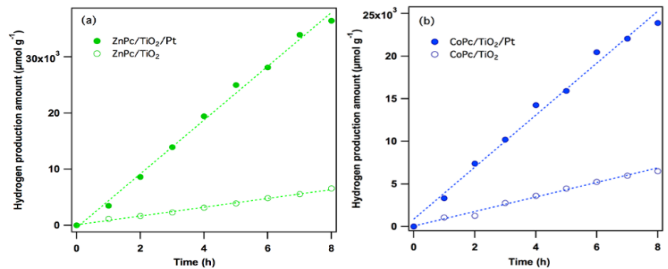 (a)
ZnPc/TiO₂/Pt
ZnPc/TiO₂
Hydrogen production amount (μmol g⁻¹)
30x10³
20
10
0
0 2 4 6 8
Time (h)
(b)
CoPc/TiO₂/Pt
CoPc/TiO₂
Hydrogen production amount (μmol g⁻¹)
25x10³
20
15
10
5
0
0 2 4 6 8
Time (h)